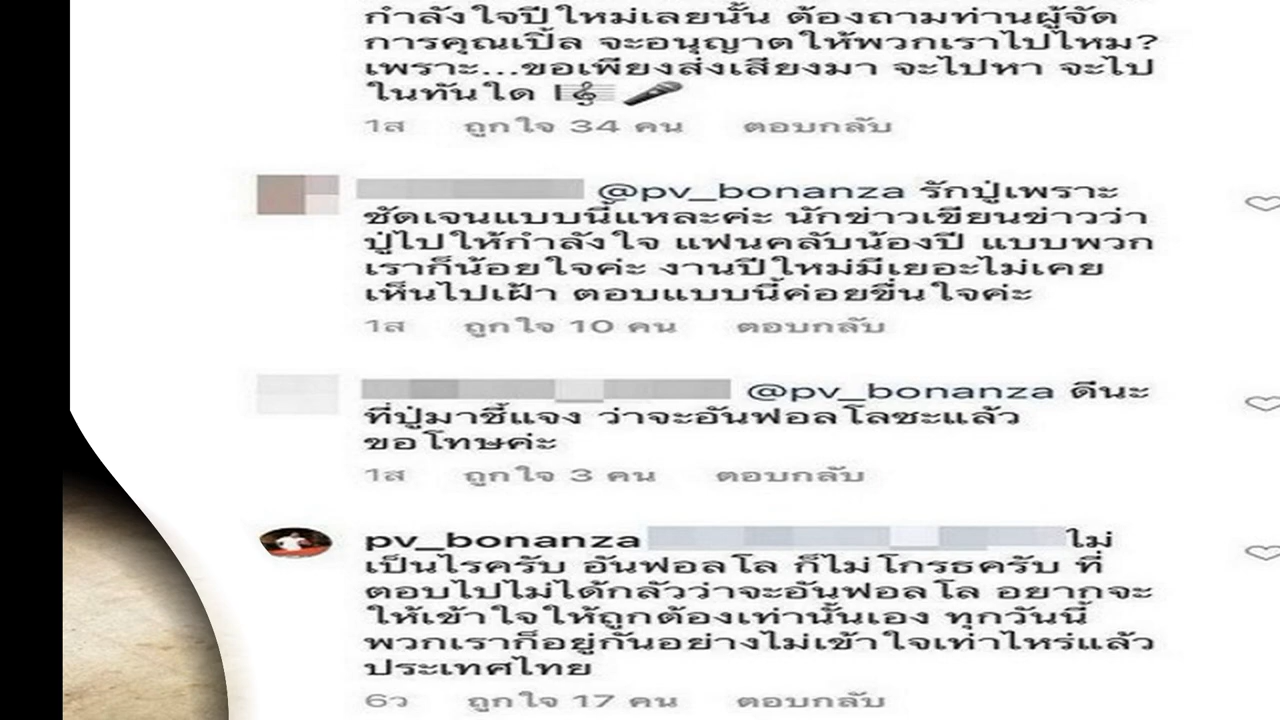 กำลังใจปีใหม่เลยนั้น ต้องถามท่านผู้จัด
การคุณเปิ้ล จะอนุญาตให้พวกเราไปไหม?
เพราะ...ขอเพียงส่งเสียงมา จะไปหา จะไป
ในทันใด 🎼 🎤
1ส ถูกใจ 34 คน ตอบกลับ
@pv_bonanza รักปู่เพราะ
ชัดเจนแบบนี้แหละค่ะ นักข่าวเขียนข่าวว่า
ปู่ไปให้กำลังใจ แฟนคลับน้องปี แบบพวก
เราก็น้อยใจค่ะ งานปีใหม่มีเยอะไม่เคย
เห็นไปเฝ้า ตอบแบบนี้ค่อยขื่นใจค่ะ
1ส ถูกใจ 10 คน ตอบกลับ
@pv_bonanza ดีนะ
ที่ปู่มาชี้แจง ว่าจะอันฟอลโลซะแล้ว
ขอโทษค่ะ
1ส ถูกใจ 3 คน ตอบกลับ
pv_bonanza ไม่
เป็นไรครับ อันฟอลโล ก็ไม่โกรธครับ ที่
ตอบไปไม่ได้กลัวว่าจะอันฟอลโล อยากจะ
ให้เข้าใจให้ถูกต้องเท่านั้นเอง ทุกวันนี้
พวกเราก็อยู่กันอย่างไม่เข้าใจเท่าไหร่แล้ว
ประเทศไทย
6ว ถูกใจ 17 คน ตอบกลับ